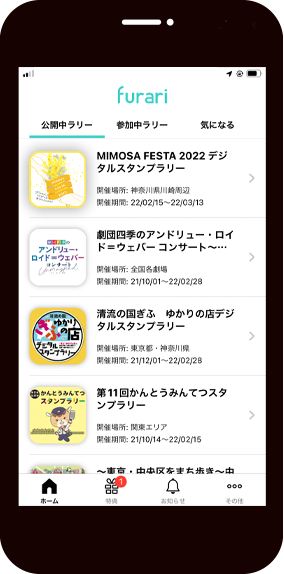 furari
公開中ラリー
参加中ラリー
気になる
MIMOSA FESTA 2022 デジ
タルスタンプラリー
開催場所: 神奈川県川崎周辺
開催期間: 22/02/15～22/03/13
アンドリュー・
ロイド＝ウェバー
コンサート
劇団四季のアンドリュー・ロイ
ド＝ウェバー コンサート～…
開催場所: 全国各劇場
開催期間: 21/10/01～22/02/28
ぎふ
ゆかり
の店
デジタル
スタンプラリー
清流の国ぎふ　ゆかりの店デジ
タルスタンプラリー
開催場所: 東京都・神奈川県
開催期間: 21/12/01～22/02/28
かんとうみんてつ
スタンプラリー
第11回かんとうみんてつスタ
ンプラリー
開催場所: 関東エリア
開催期間: 21/10/14～22/02/15
～東京・中央区をまち歩き～中
1
ホーム
特典
お知らせ
その他